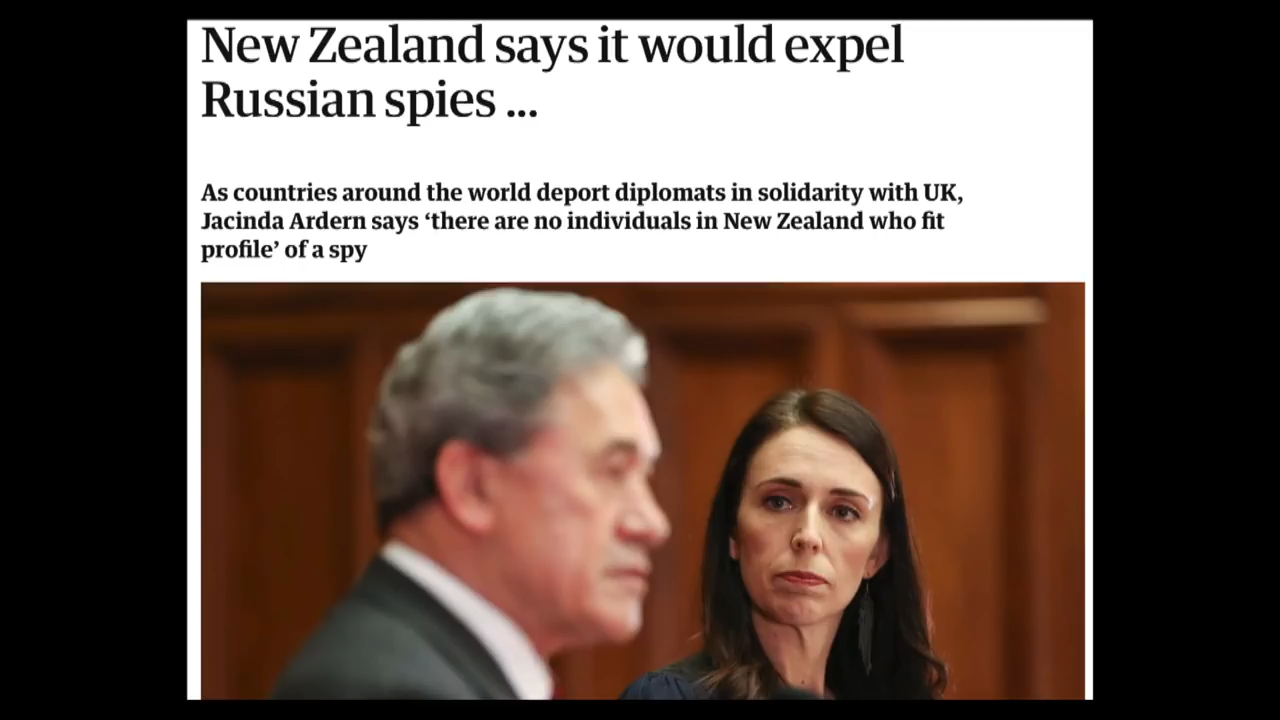 New Zealand says it would expel
Russian spies ...
As countries around the world deport diplomats in solidarity with UK,
Jacinda Ardern says ‘there are no individuals in New Zealand who fit
profile’ of a spy